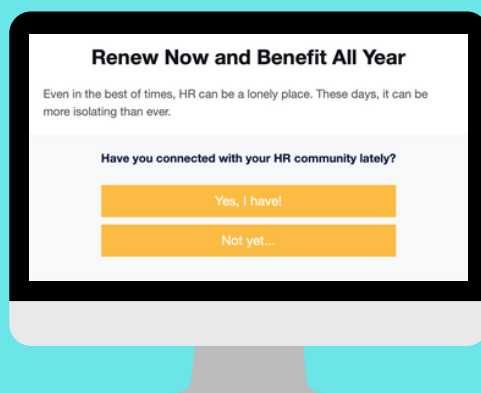 Renew Now and Benefit All Year
Even in the best of times, HR can be a lonely place. These days, it can be
more isolating than ever.
Have you connected with your HR community lately?
Yes, I have!
Not yet...